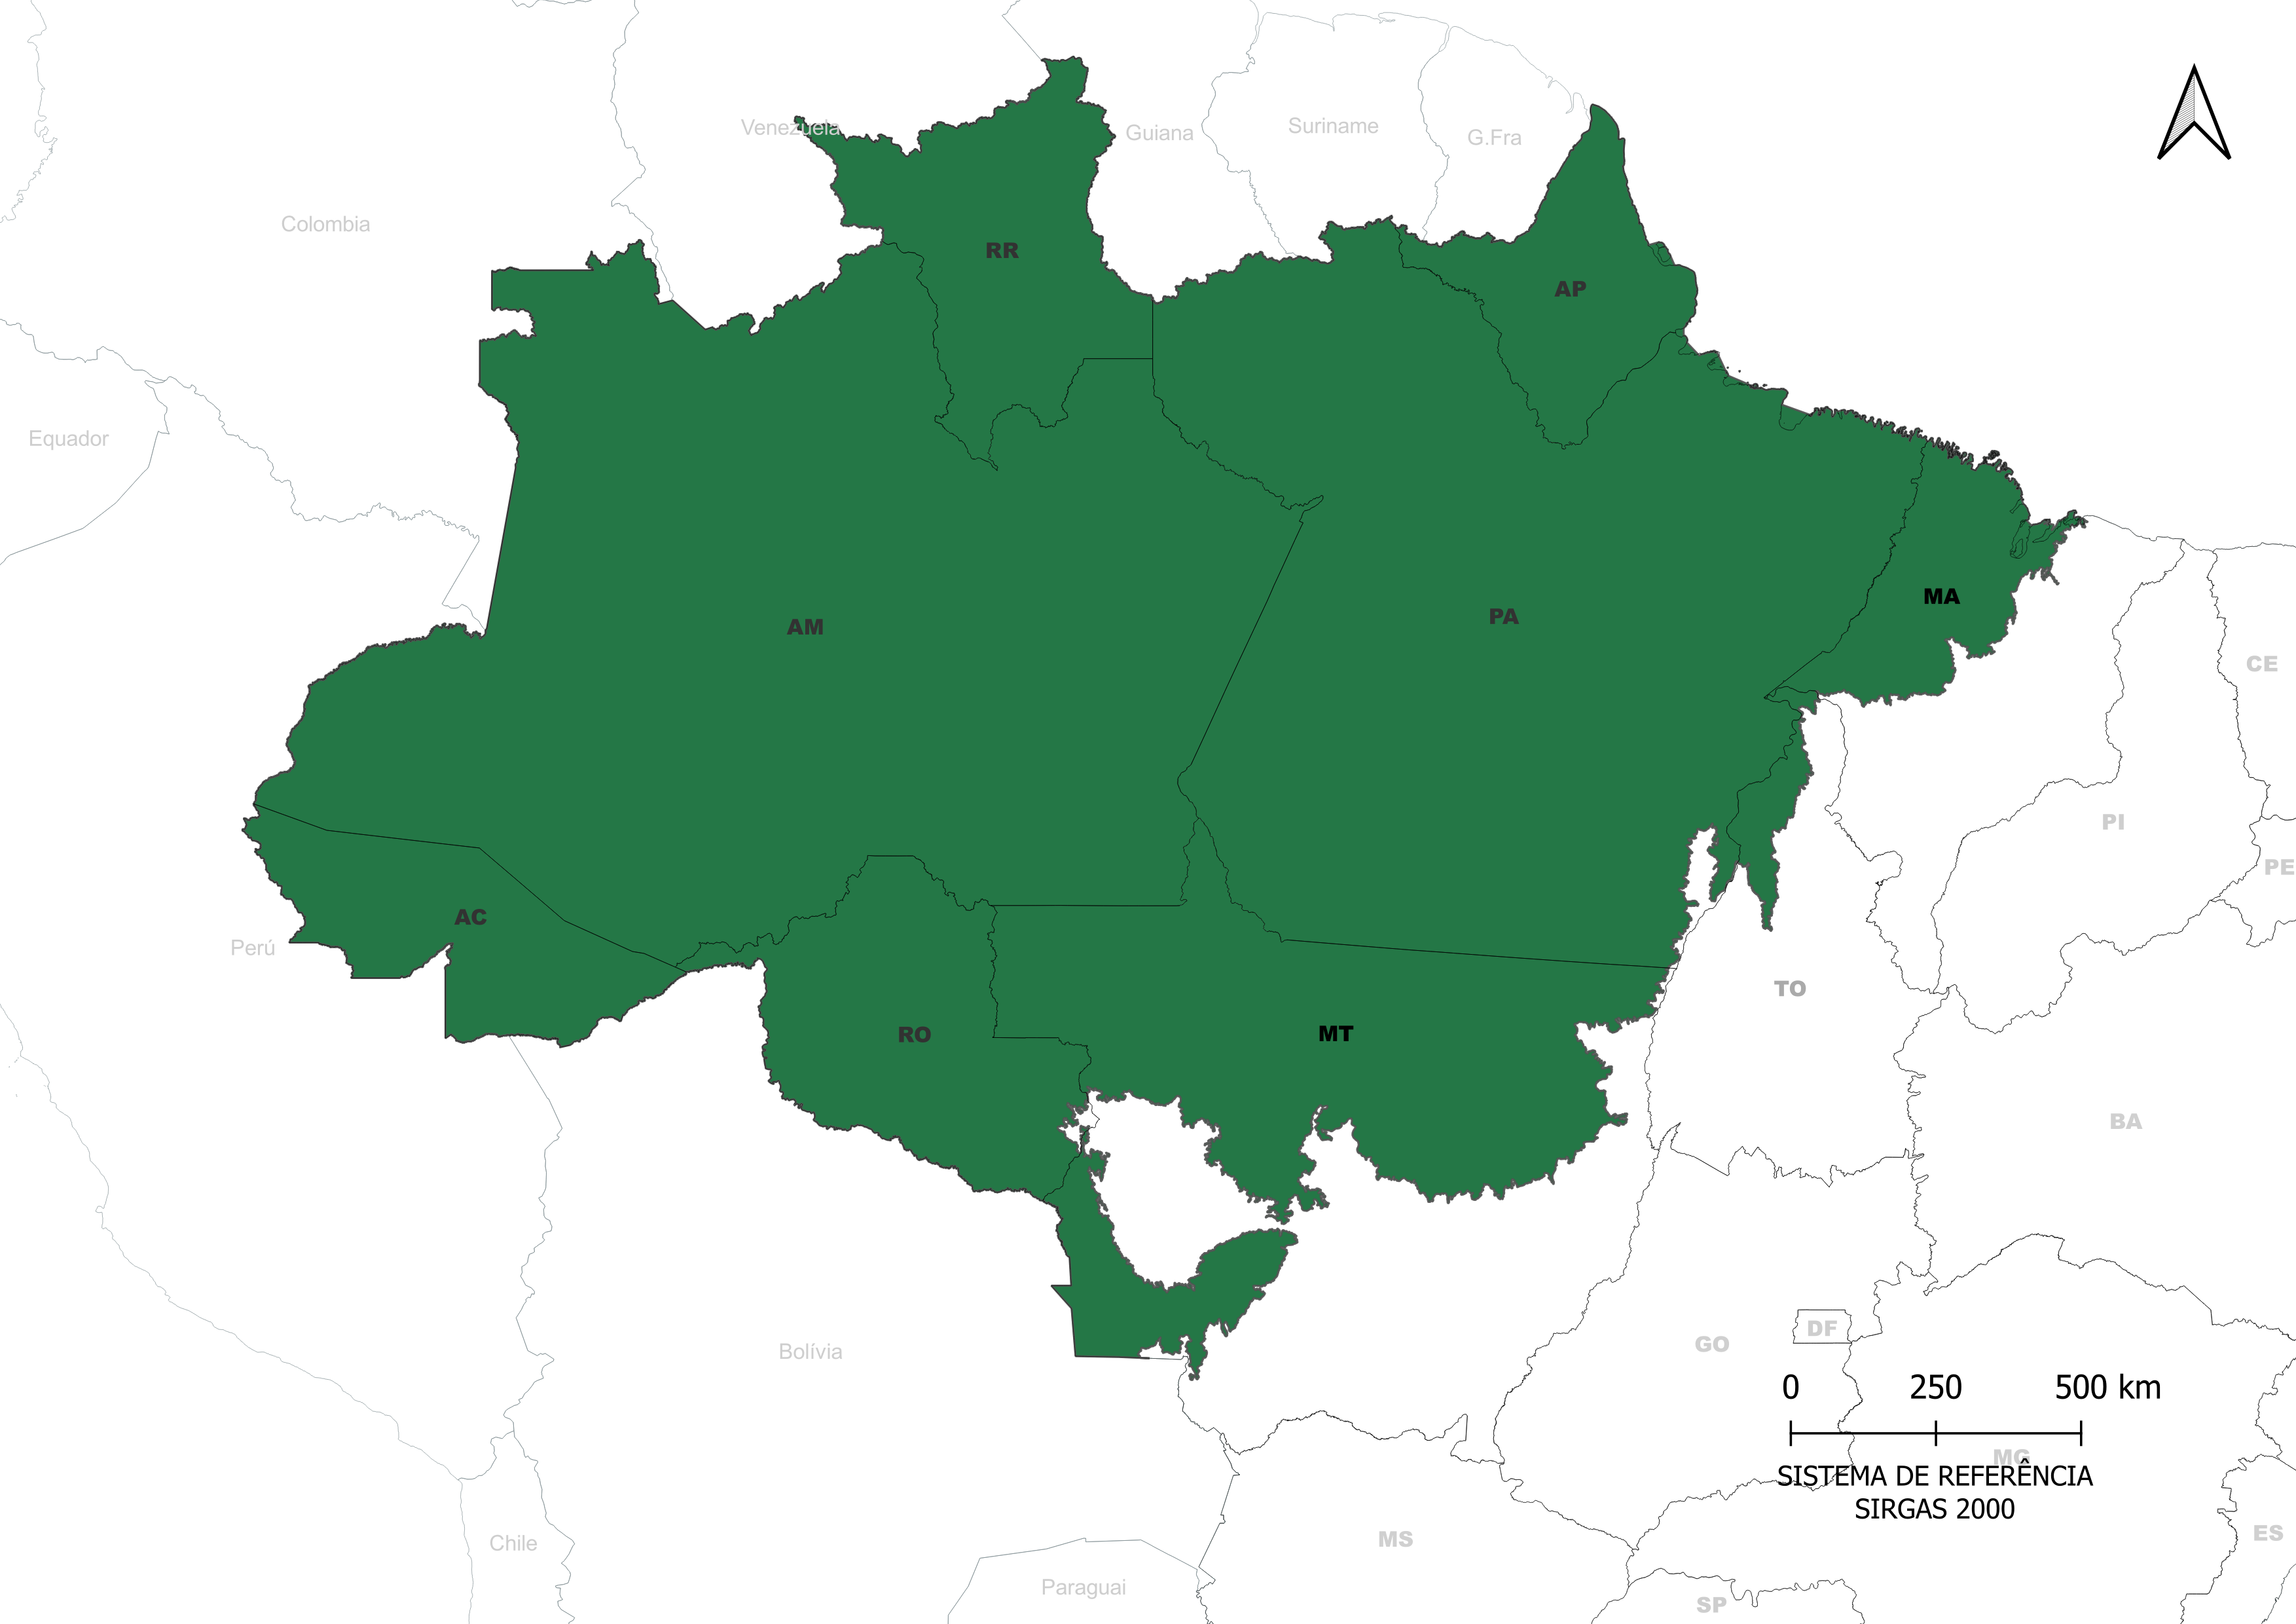 Venezuela
Guiana
Suriname
G.Fra
Colombia
RR
AP
Equador
AM
PA
MA
CE
PI
PE
AC
Perú
TO
RO
MT
BA
Bolívia
GO
DF
0 250 500 km
MG
SISTEMA DE REFERÊNCIA
SIRGAS 2000
Chile
MS
ES
Paraguai
SP